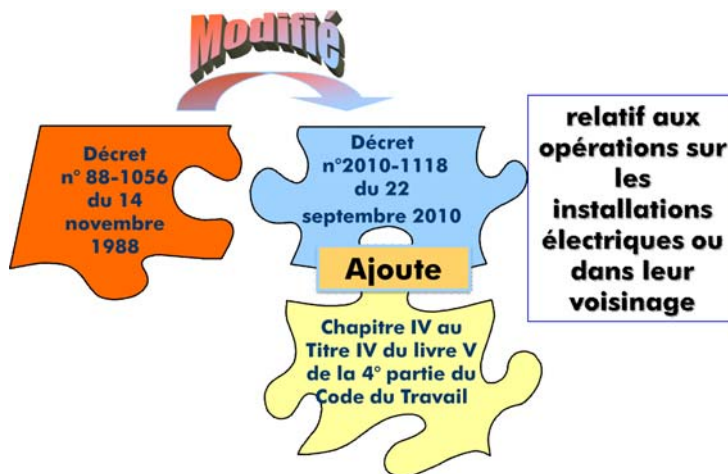 Modifié
Décret
n° 88-1056
du 14
novembre
1988
Décret
n°2010-1118
du 22
septembre 2010
relatif aux
opérations sur
les
installations
électriques ou
dans leur
voisinage
Ajoute
Chapitre IV au
Titre IV du livre V
de la 4° partie du
Code du Travail